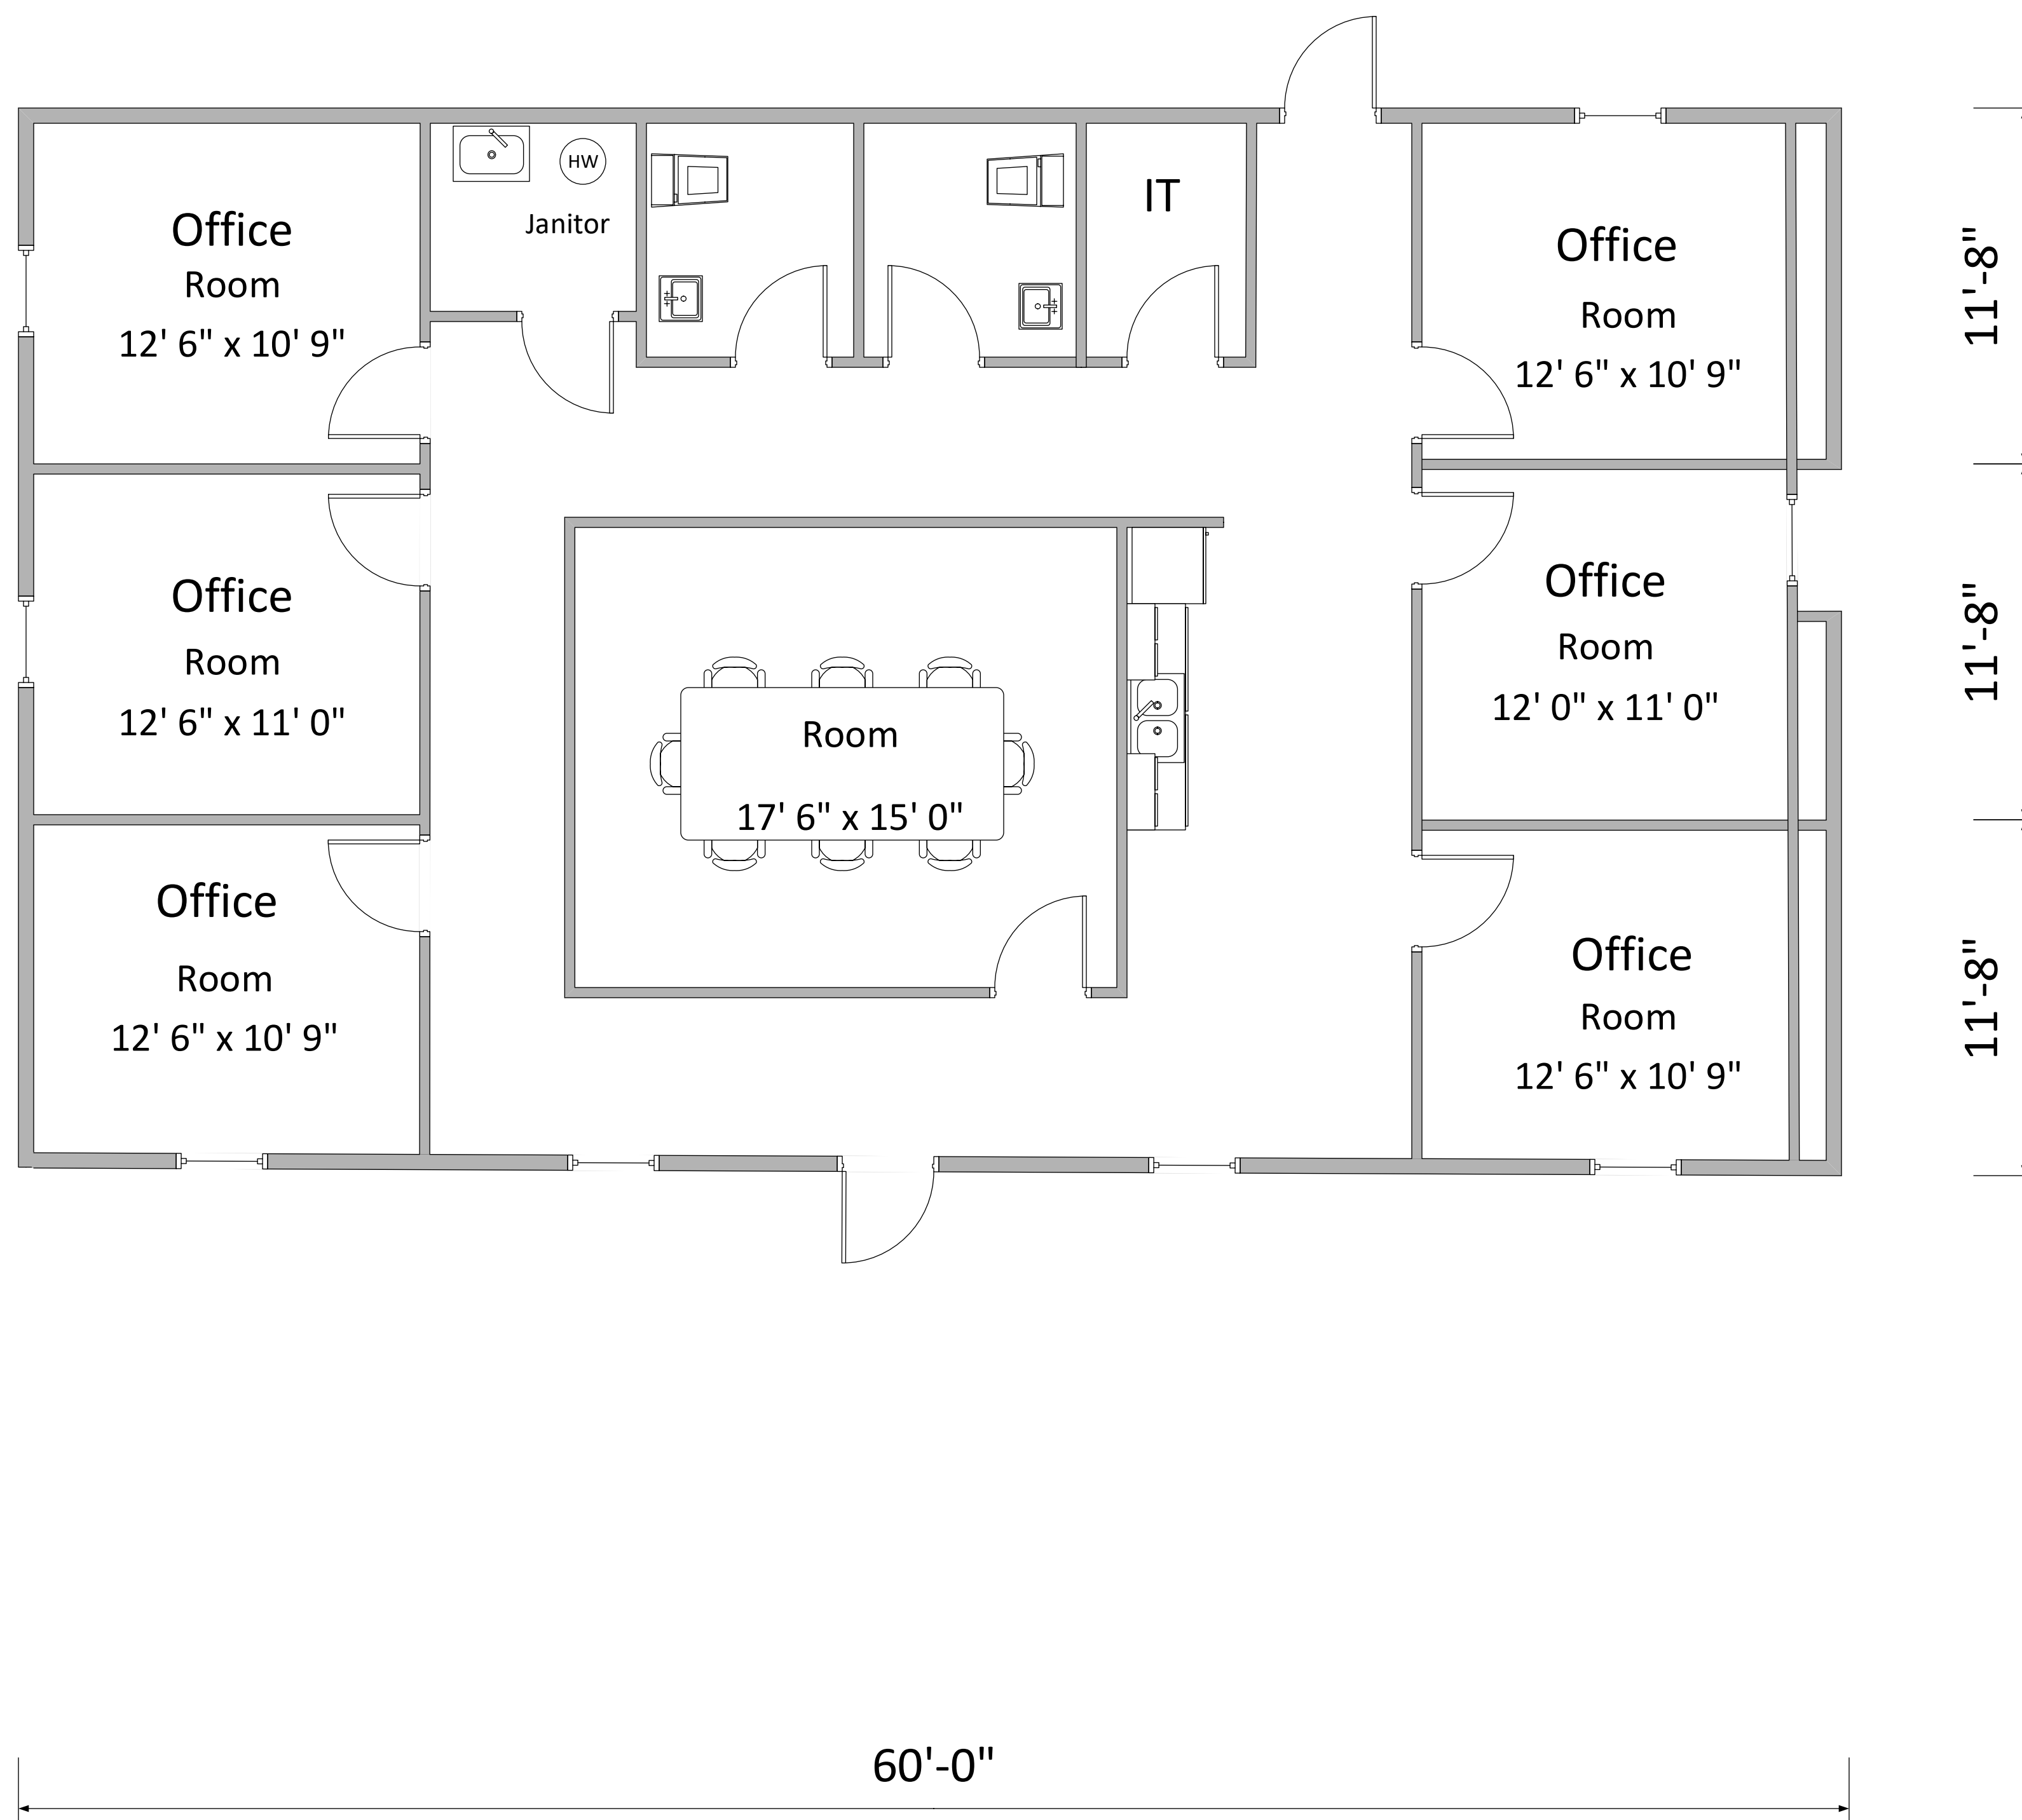 HW
Janitor
IT
Office
Room
12' 6" x 10' 9"
Office
Room
12' 6" x 10' 9"
11'-8"
Office
Room
12' 6" x 11' 0"
Room
17' 6" x 15' 0"
Office
Room
12' 0" x 11' 0"
11'-8"
Office
Room
12' 6" x 10' 9"
Office
Room
12' 6" x 10' 9"
11'-8"
60'-0"